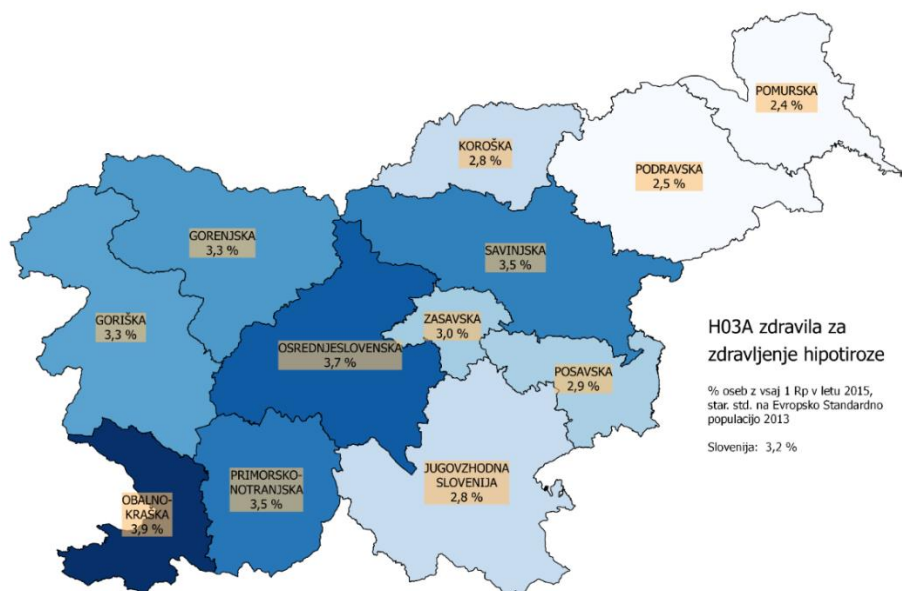 POMURSKA
2,4 %
KOROŠKA
2,8 %
PODRAVSKA
2,5 %
GORENJSKA
3,3 %
SAVINJSKA
3,5 %
GORIŠKA
3,3 %
ZASAVSKA
3,0 %
OSREDNJESLOVENSKA
3,7 %
POSAVSKA
2,9 %
JUGOVZHODNA
SLOVENIJA
2,8 %
PRIMORSKO-
NOTRANJSKA
3,5 %
OBALNO-
KRAŠKA
3,9 %
H03A zdravila za
zdravljenje hipotiroze
% oseb z vsaj 1 Rp v letu 2015,
star. std. na Evropsko Standardno
populacijo 2013
Slovenija: 3,2 %